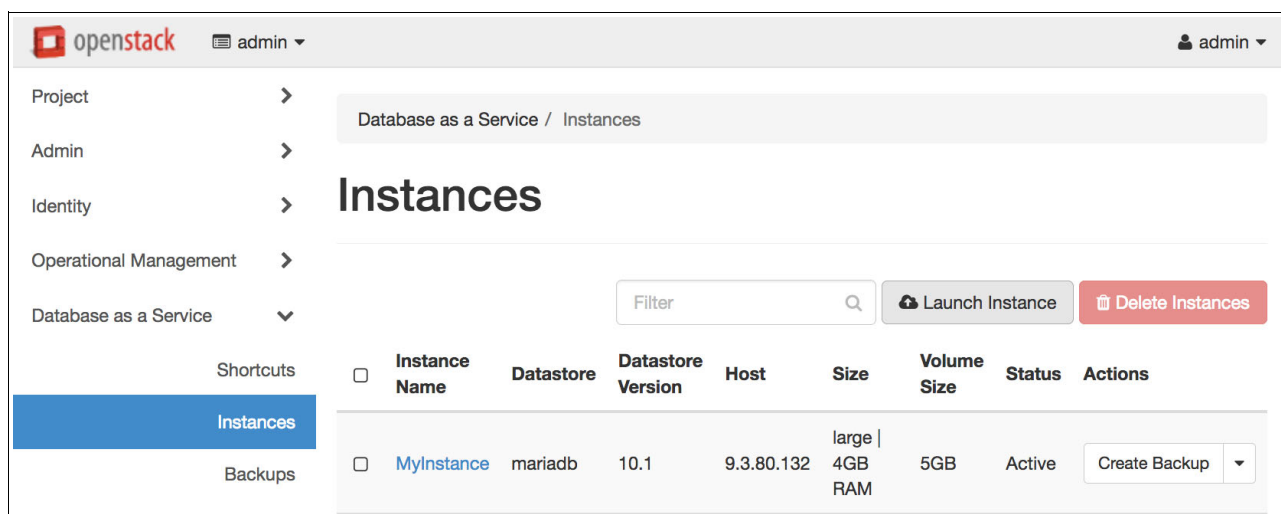 openstack admin admin
Project
Admin
Identity
Operational Management
Database as a Service
Shortcuts
Instances
Backups
Database as a Service / Instances
Instances
Filter Launch Instance Delete Instances
Instance Name Datastore Datastore Version Host Size Volume Size Status Actions
MyInstance mariadb 10.1 9.3.80.132 large | 4GB RAM 5GB Active Create Backup